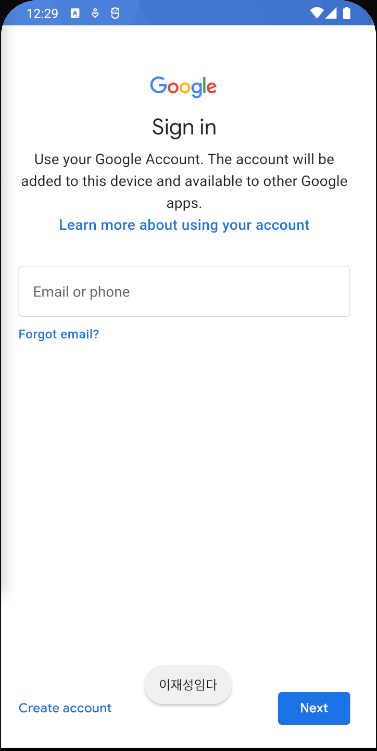 12:29
Google
Sign in
Use your Google Account. The account will be
added to this device and available to other Google
apps.
Learn more about using your account
Email or phone
Forgot email?
이재성임다
Create account
Next